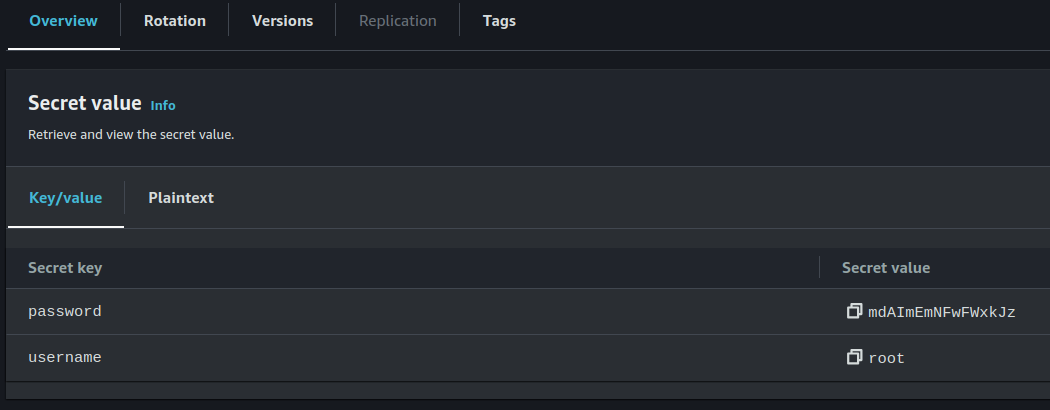 Overview Rotation Versions Replication Tags
Secret value Info
Retrieve and view the secret value.
Key/value Plaintext
Secret key Secret value
password mdAImEmNFwFWxkJz
username root